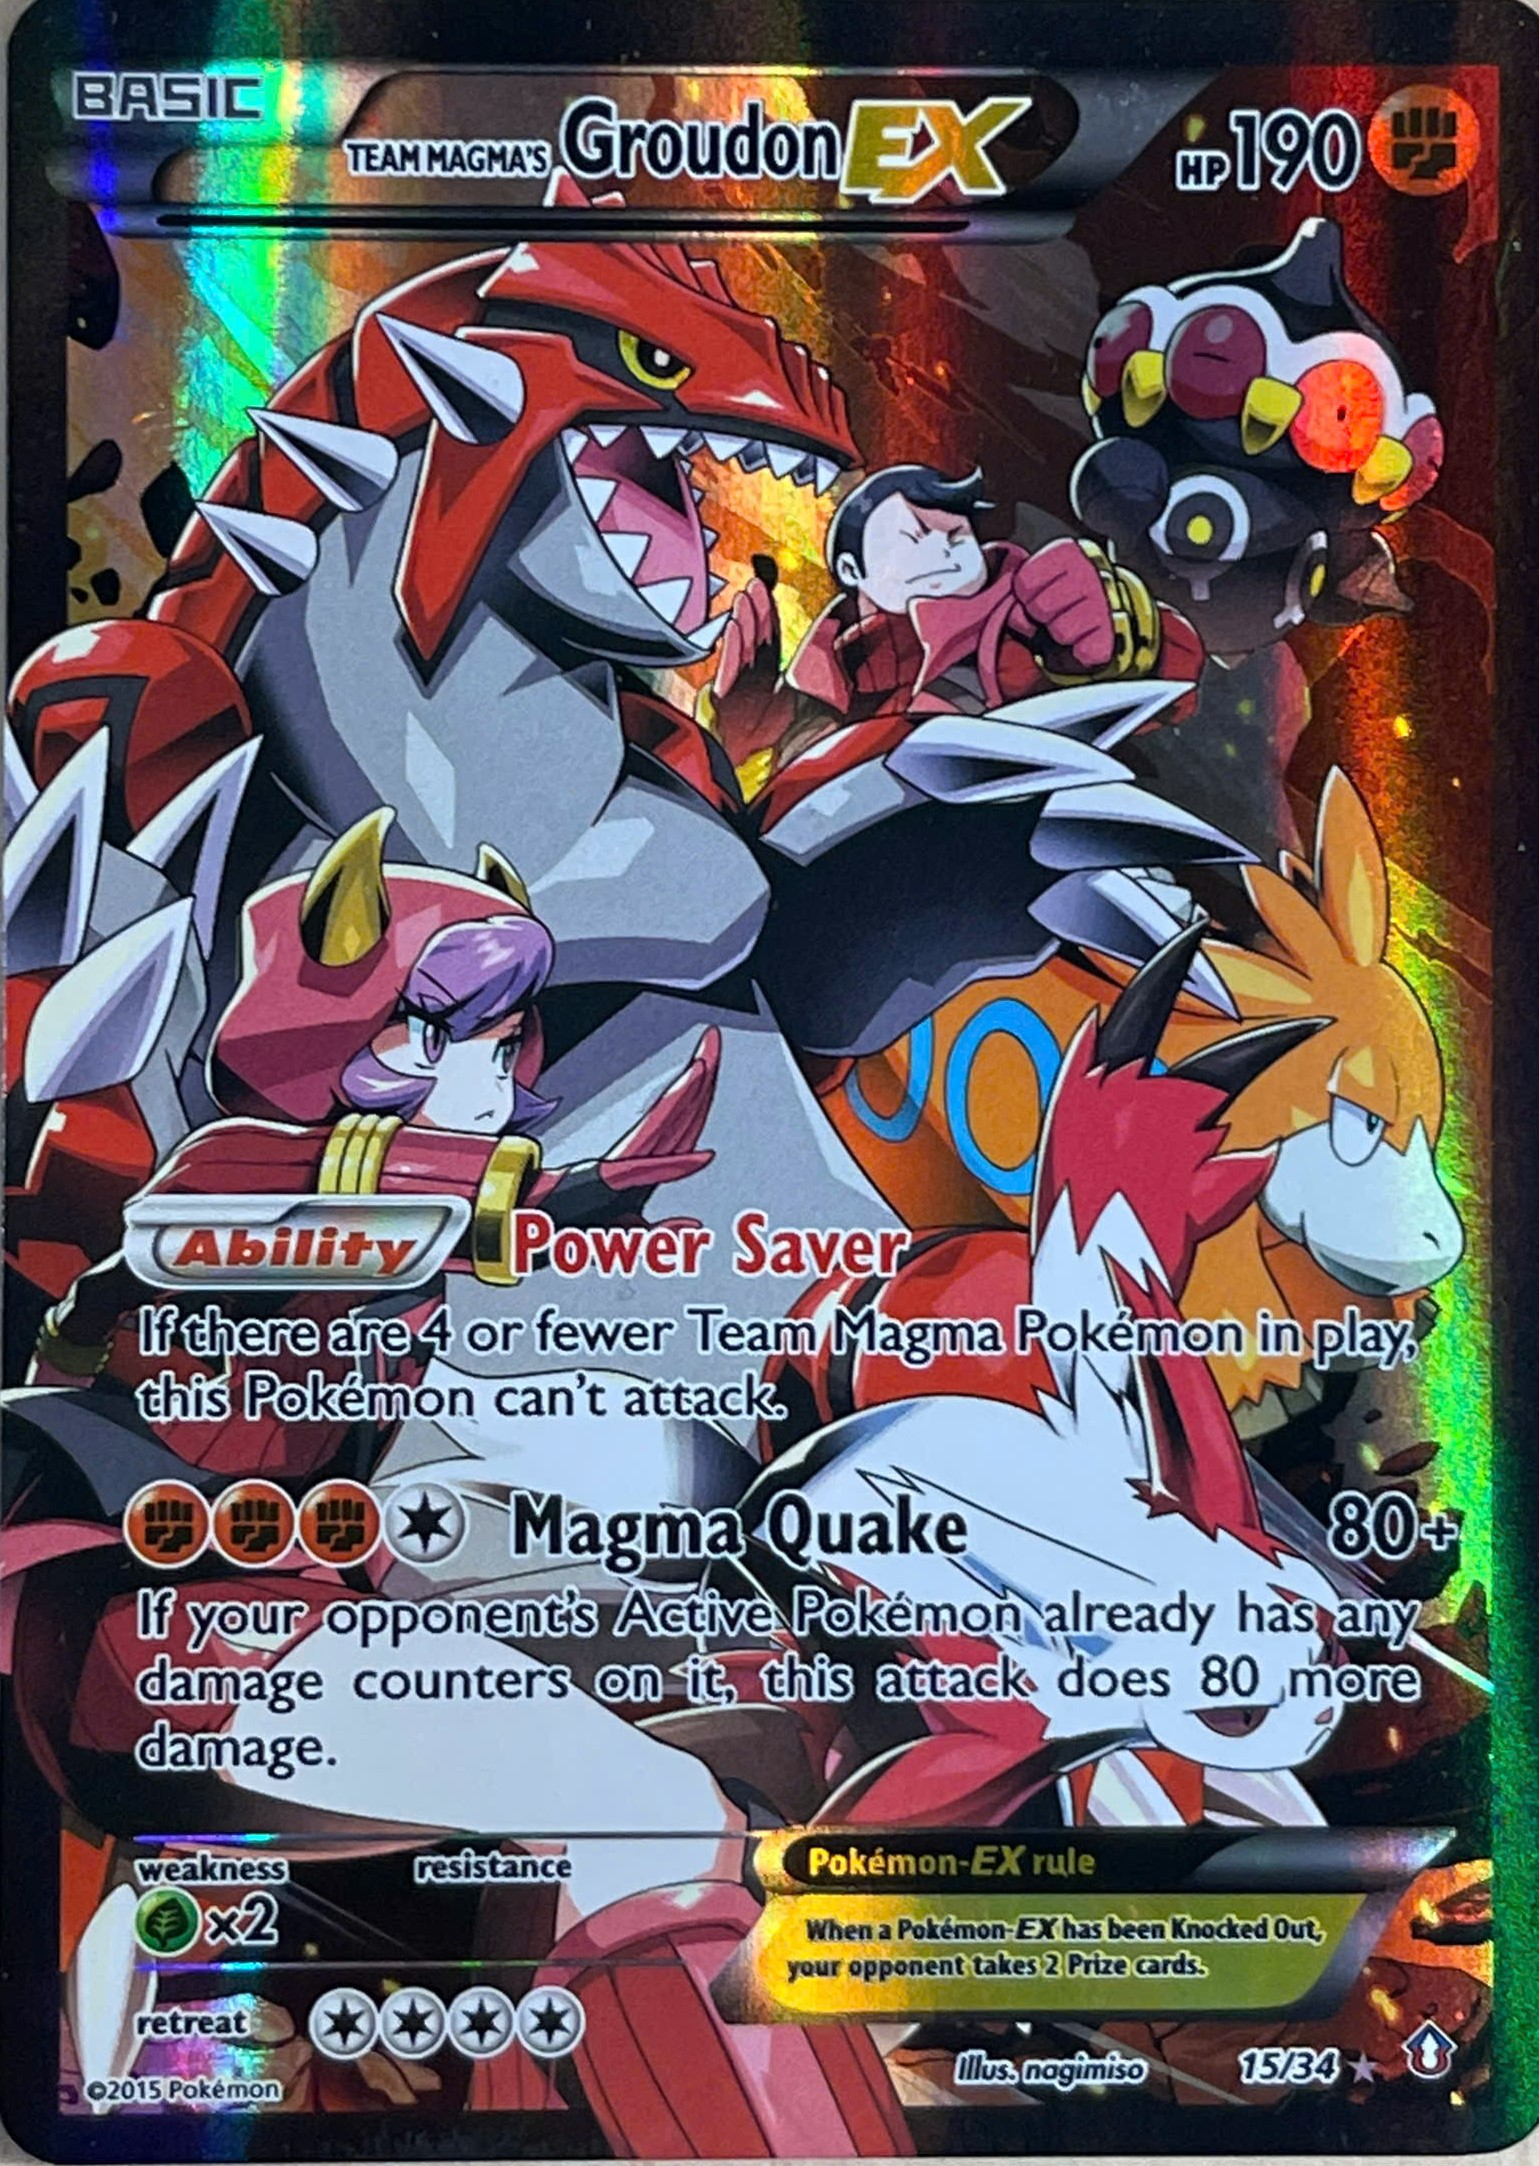 BASIC
TEAM MAGMA'S Groudon EX HP190
Ability Power Saver
If there are 4 or fewer Team Magma Pokémon in play,
this Pokémon can't attack.
Magma Quake 80+
If your opponent's Active Pokémon already has any
damage counters on it, this attack does 80 more
damage.
weakness resistance
×2
Pokémon-EX rule
When a Pokémon-EX has been Knocked Out,
your opponent takes 2 Prize cards.
retreat
©2015 Pokémon
Illus. nagimiso 15/34